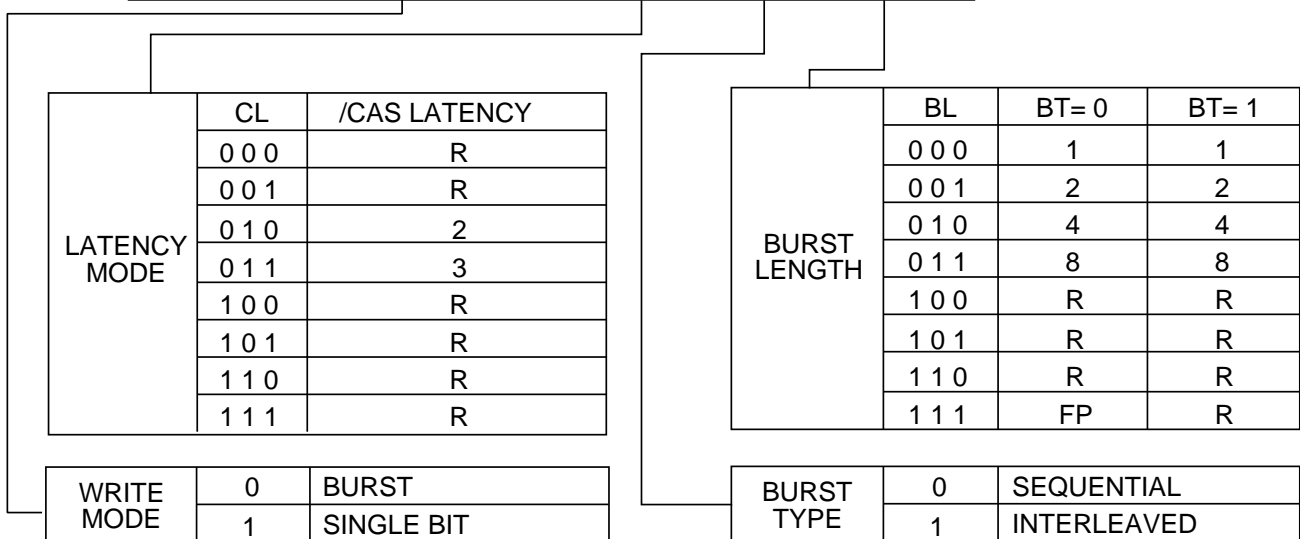 LATENCY MODE
CL /CAS LATENCY
0 0 0 R
0 0 1 R
0 1 0 2
0 1 1 3
1 0 0 R
1 0 1 R
1 1 0 R
1 1 1 R
BURST LENGTH
BL BT= 0 BT= 1
0 0 0 1 1
0 0 1 2 2
0 1 0 4 4
0 1 1 8 8
1 0 0 R R
1 0 1 R R
1 1 0 R R
1 1 1 FP R
WRITE MODE
0 BURST
1 SINGLE BIT
BURST TYPE
0 SEQUENTIAL
1 INTERLEAVED